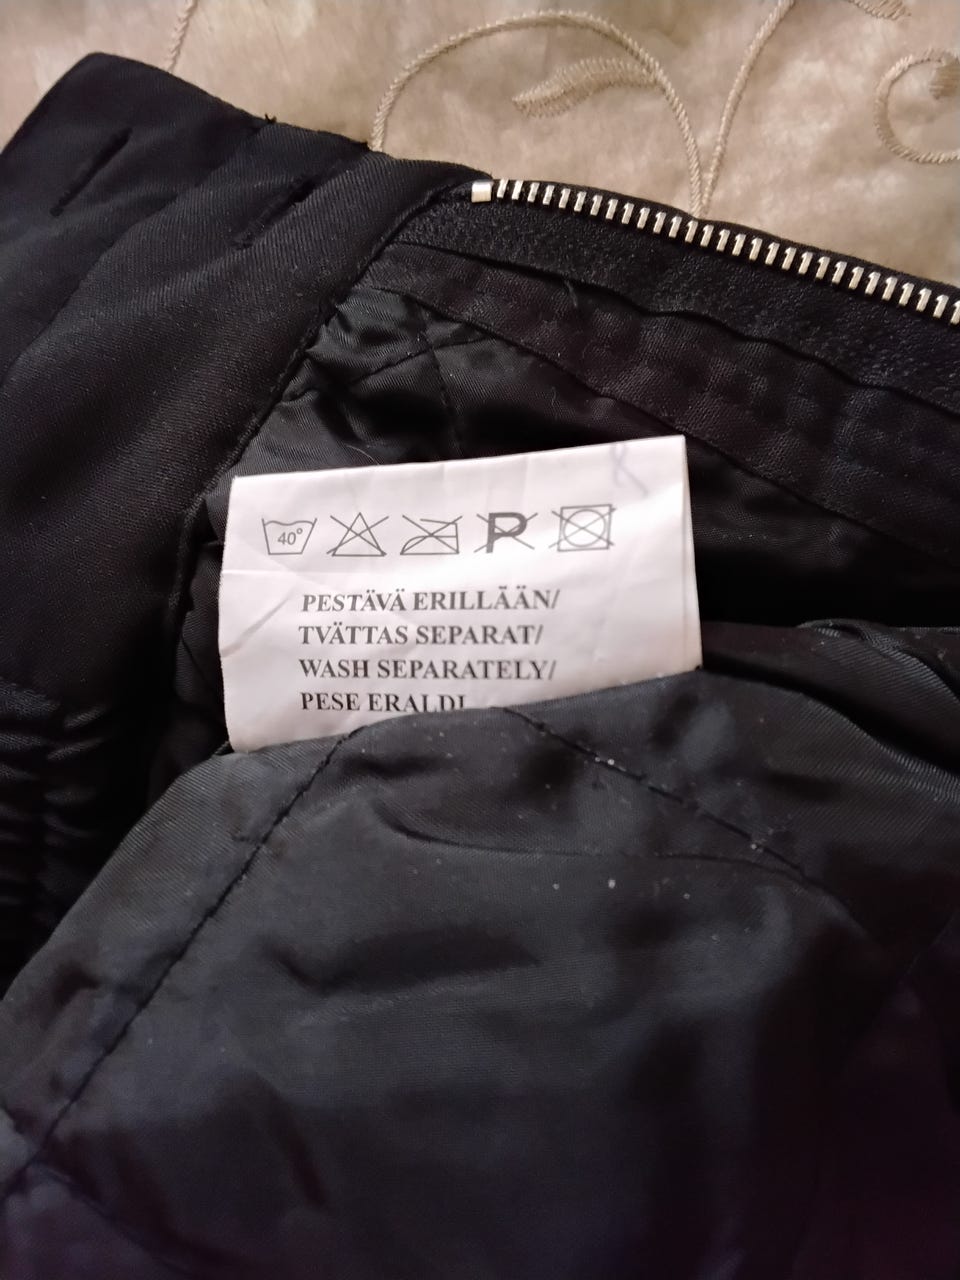 40°
P
PESTÄVÄ ERILLÄÄN/
TVÄTTAS SEPARAT/
WASH SEPARATELY/
PESE ERALDI